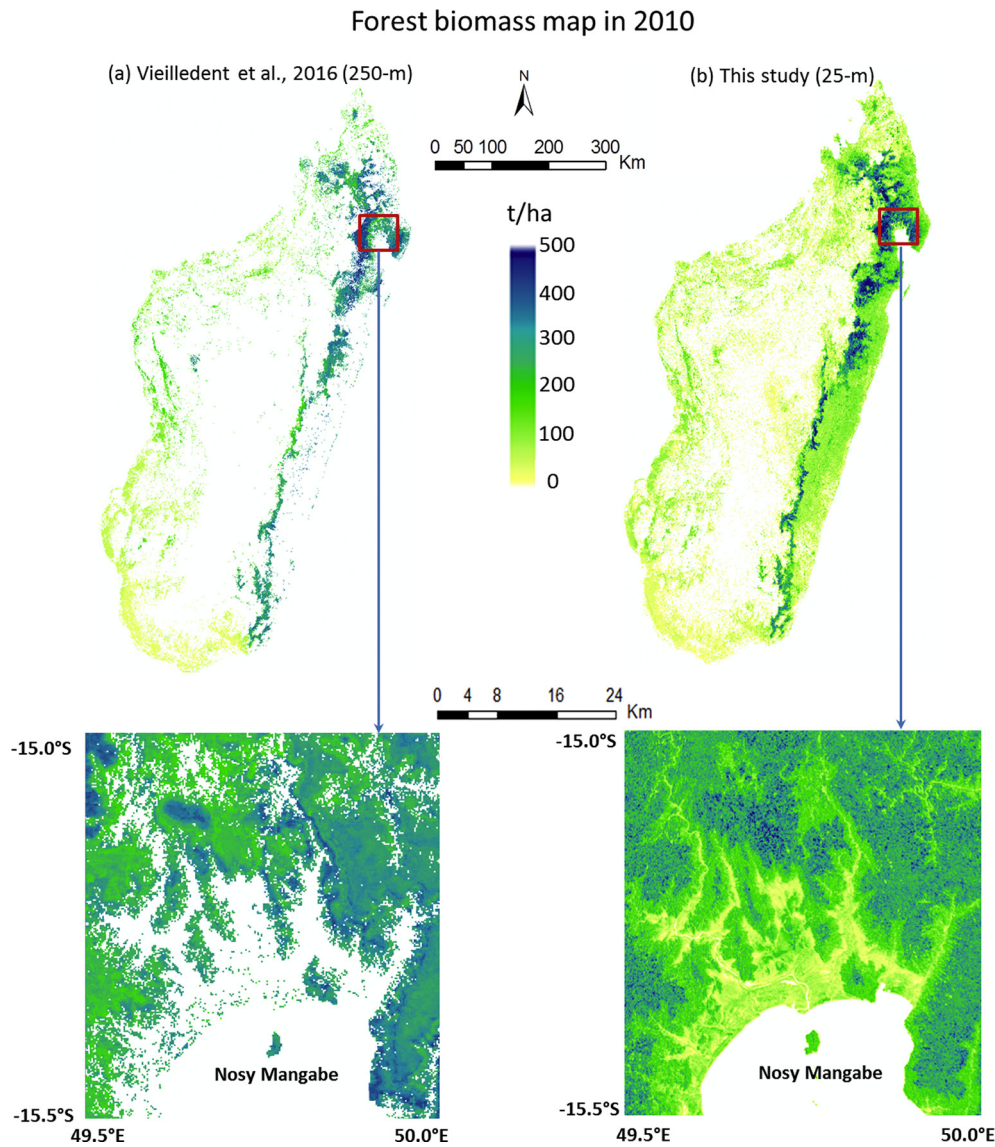 Forest biomass map in 2010
(a) Vieilledent et al., 2016 (250-m)
(b) This study (25-m)
N
0 50 100 200 300
Km
t/ha
500
400
300
200
100
0
0 4 8 16 24
Km
-15.0°S
-15.0°S
Nosy Mangabe
Nosy Mangabe
-15.5°S
-15.5°S
49.5°E
50.0°E
49.5°E
50.0°E